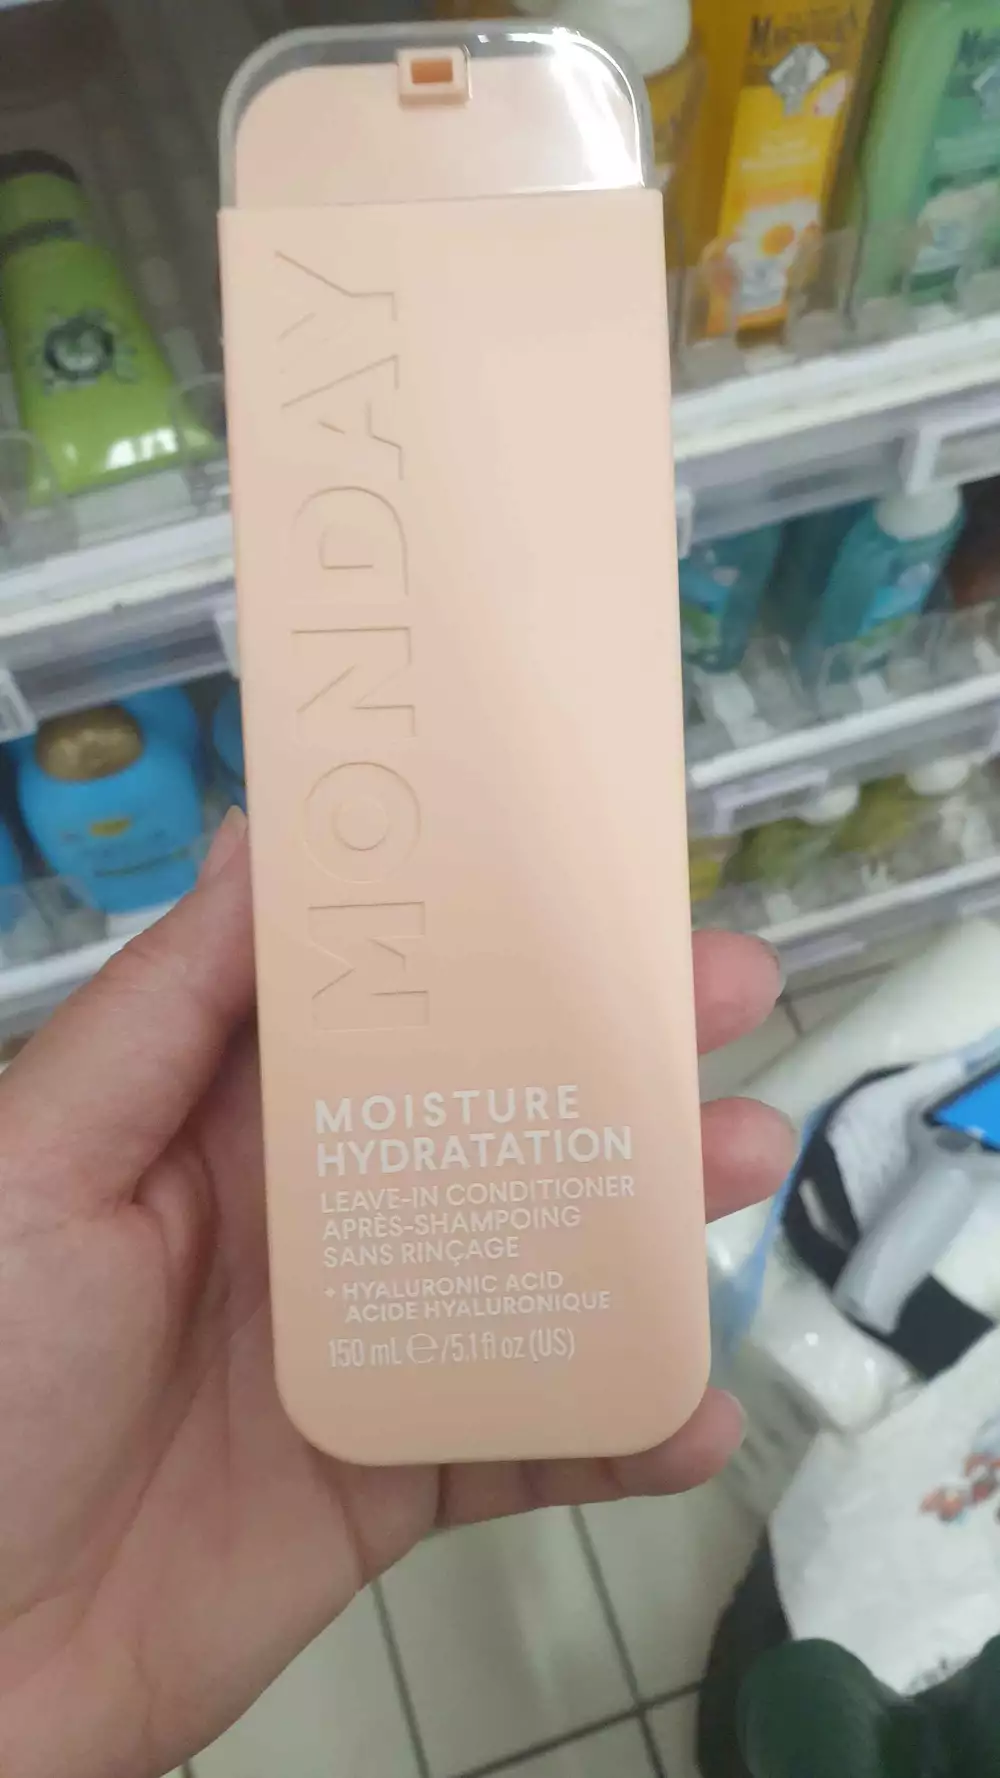 MONDAY
MOISTURE
HYDRATATION
LEAVE-IN CONDITIONER
APRÈS-SHAMPOING
SANS RINÇAGE
+ HYALURONIC ACID
ACIDE HYALURONIQUE
150 mL ℮/5.1 fl oz (US)